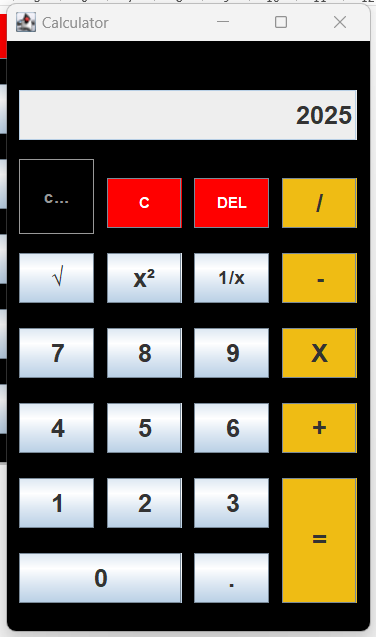 Calculator
2025
c... C DEL /
√ x² 1/x -
7 8 9 X
4 5 6 +
1 2 3 =
0 .